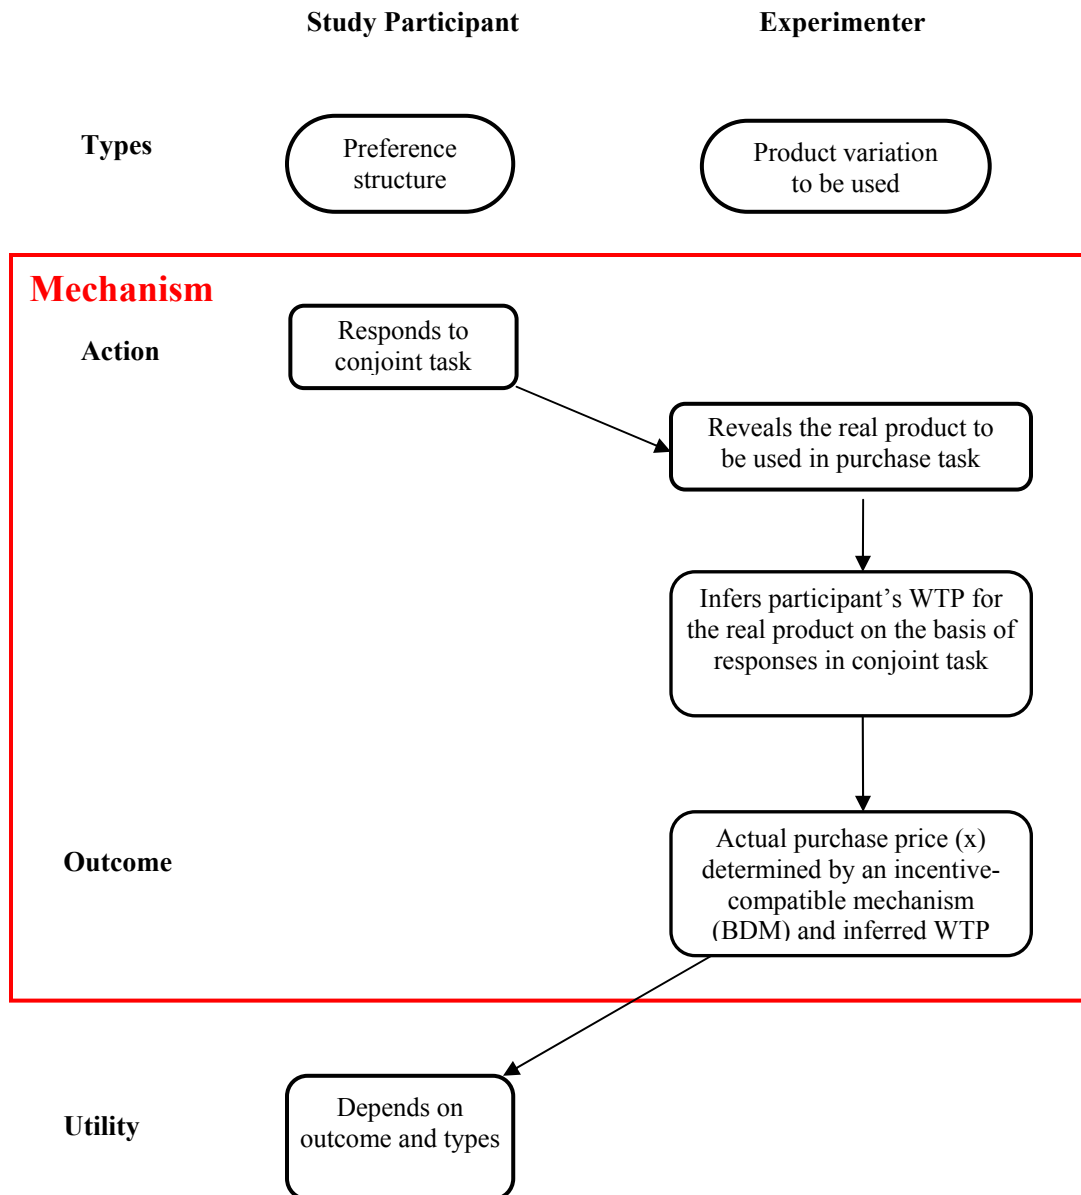 Study Participant
Experimenter
Types
Preference
structure
Product variation
to be used
Mechanism
Action
Responds to
conjoint task
Reveals the real product to
be used in purchase task
Infers participant’s WTP for
the real product on the basis of
responses in conjoint task
Outcome
Actual purchase price (x)
determined by an incentive-
compatible mechanism
(BDM) and inferred WTP
Utility
Depends on
outcome and types